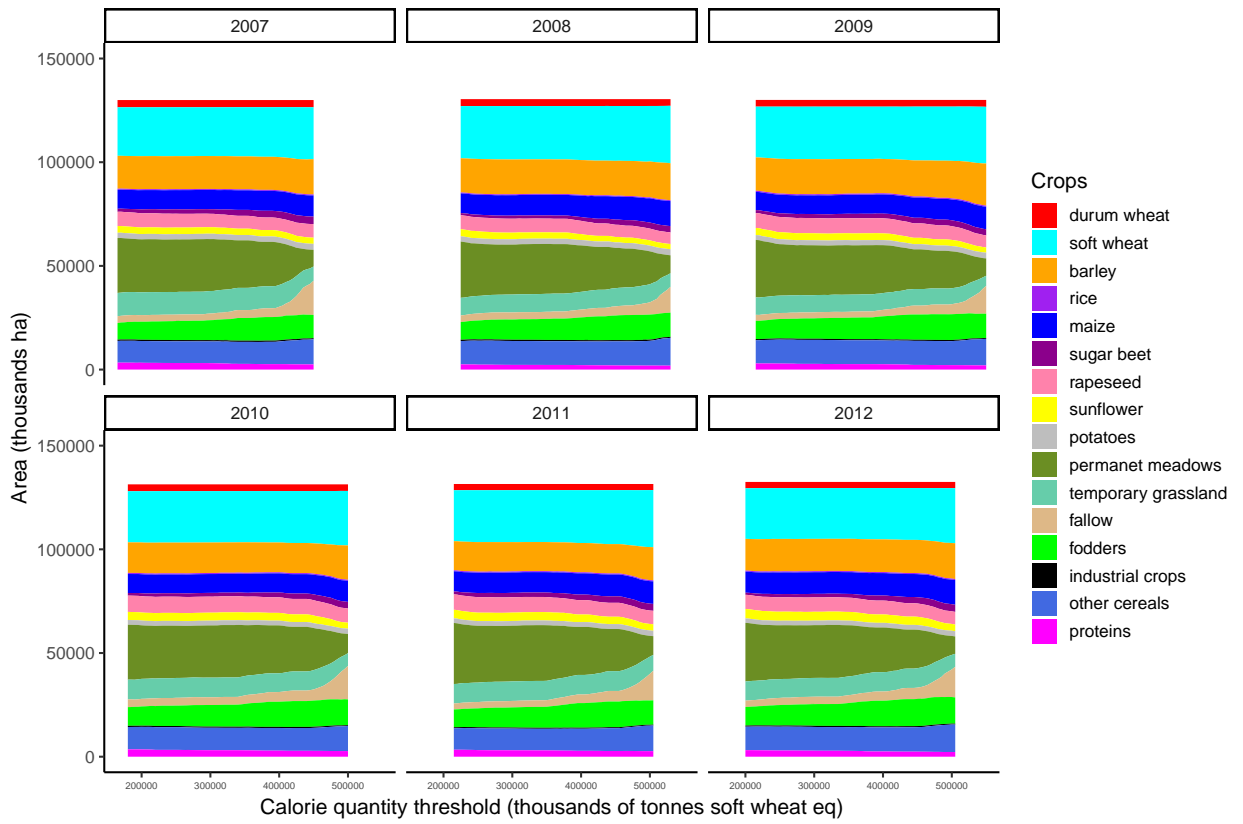 2007 2008 2009
150000
100000
50000
0
2010 2011 2012
150000
100000
50000
0
200000 300000 400000 500000 200000 300000 400000 500000 200000 300000 400000 500000
Calorie quantity threshold (thousands of tonnes soft wheat eq)
Area (thousands ha)
Crops
durum wheat
soft wheat
barley
rice
maize
sugar beet
rapeseed
sunflower
potatoes
permanet meadows
temporary grassland
fallow
fodders
industrial crops
other cereals
proteins